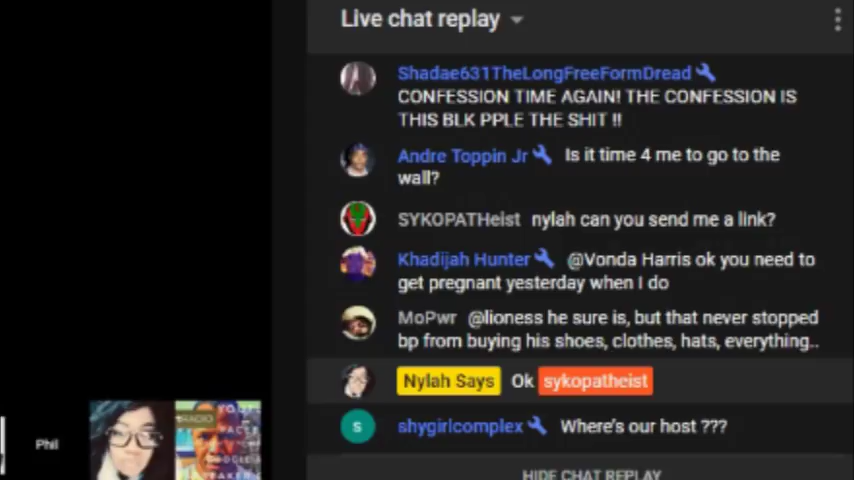 Live chat replay
Shadae631TheLongFreeFormDread
CONFESSION TIME AGAIN! THE CONFESSION IS
THIS BLK PPLE THE SHIT !!
Andre Toppin Jr Is it time 4 me to go to the
wall?
SYKOPATHeist nylah can you send me a link?
Khadijah Hunter @Vonda Harris ok you need to
get pregnant yesterday when I do
MoPwr @lioness he sure is, but that never stopped
bp from buying his shoes, clothes, hats, everything..
Nylah Says Ok sykopatheist
s shygirlcomplex Where's our host ???
Phil
HIDE CHAT REPLAY